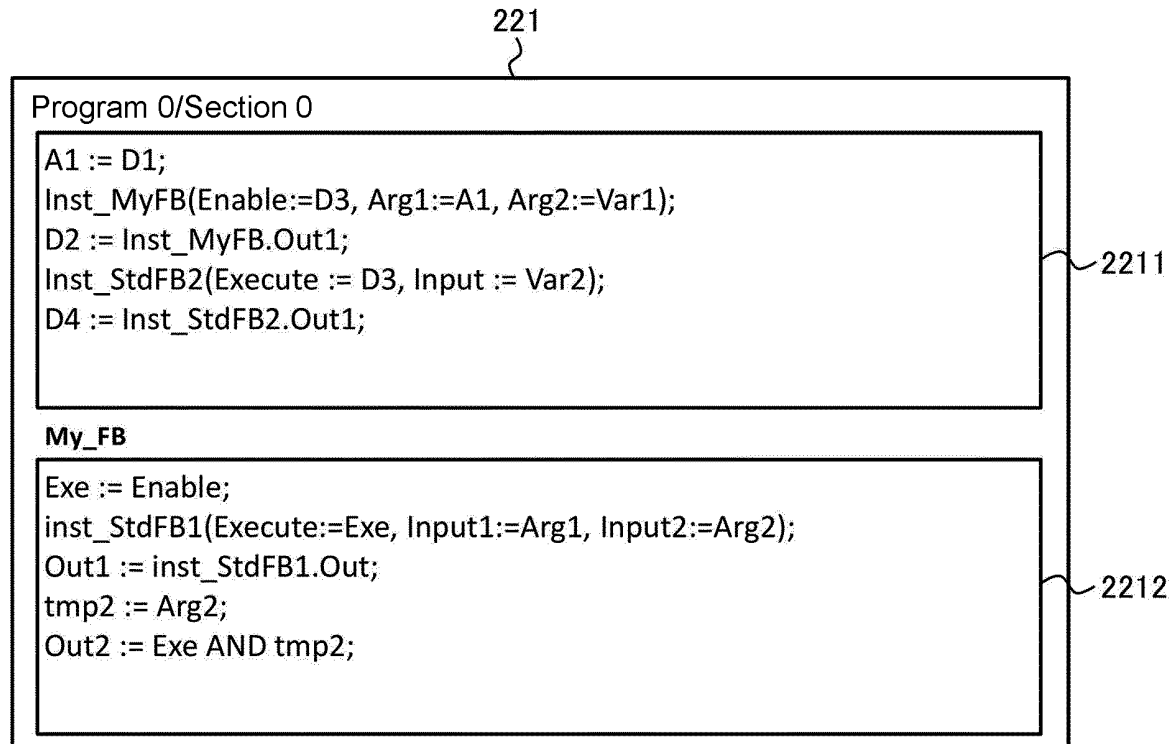 221
Program 0/Section 0
A1 := D1;
Inst_MyFB(Enable:=D3, Arg1:=A1, Arg2:=Var1);
D2 := Inst_MyFB.Out1;
Inst_StdFB2(Execute := D3, Input := Var2);
D4 := Inst_StdFB2.Out1;
2211
My_FB
Exe := Enable;
inst_StdFB1(Execute:=Exe, Input1:=Arg1, Input2:=Arg2);
Out1 := inst_StdFB1.Out;
tmp2 := Arg2;
Out2 := Exe AND tmp2;
2212